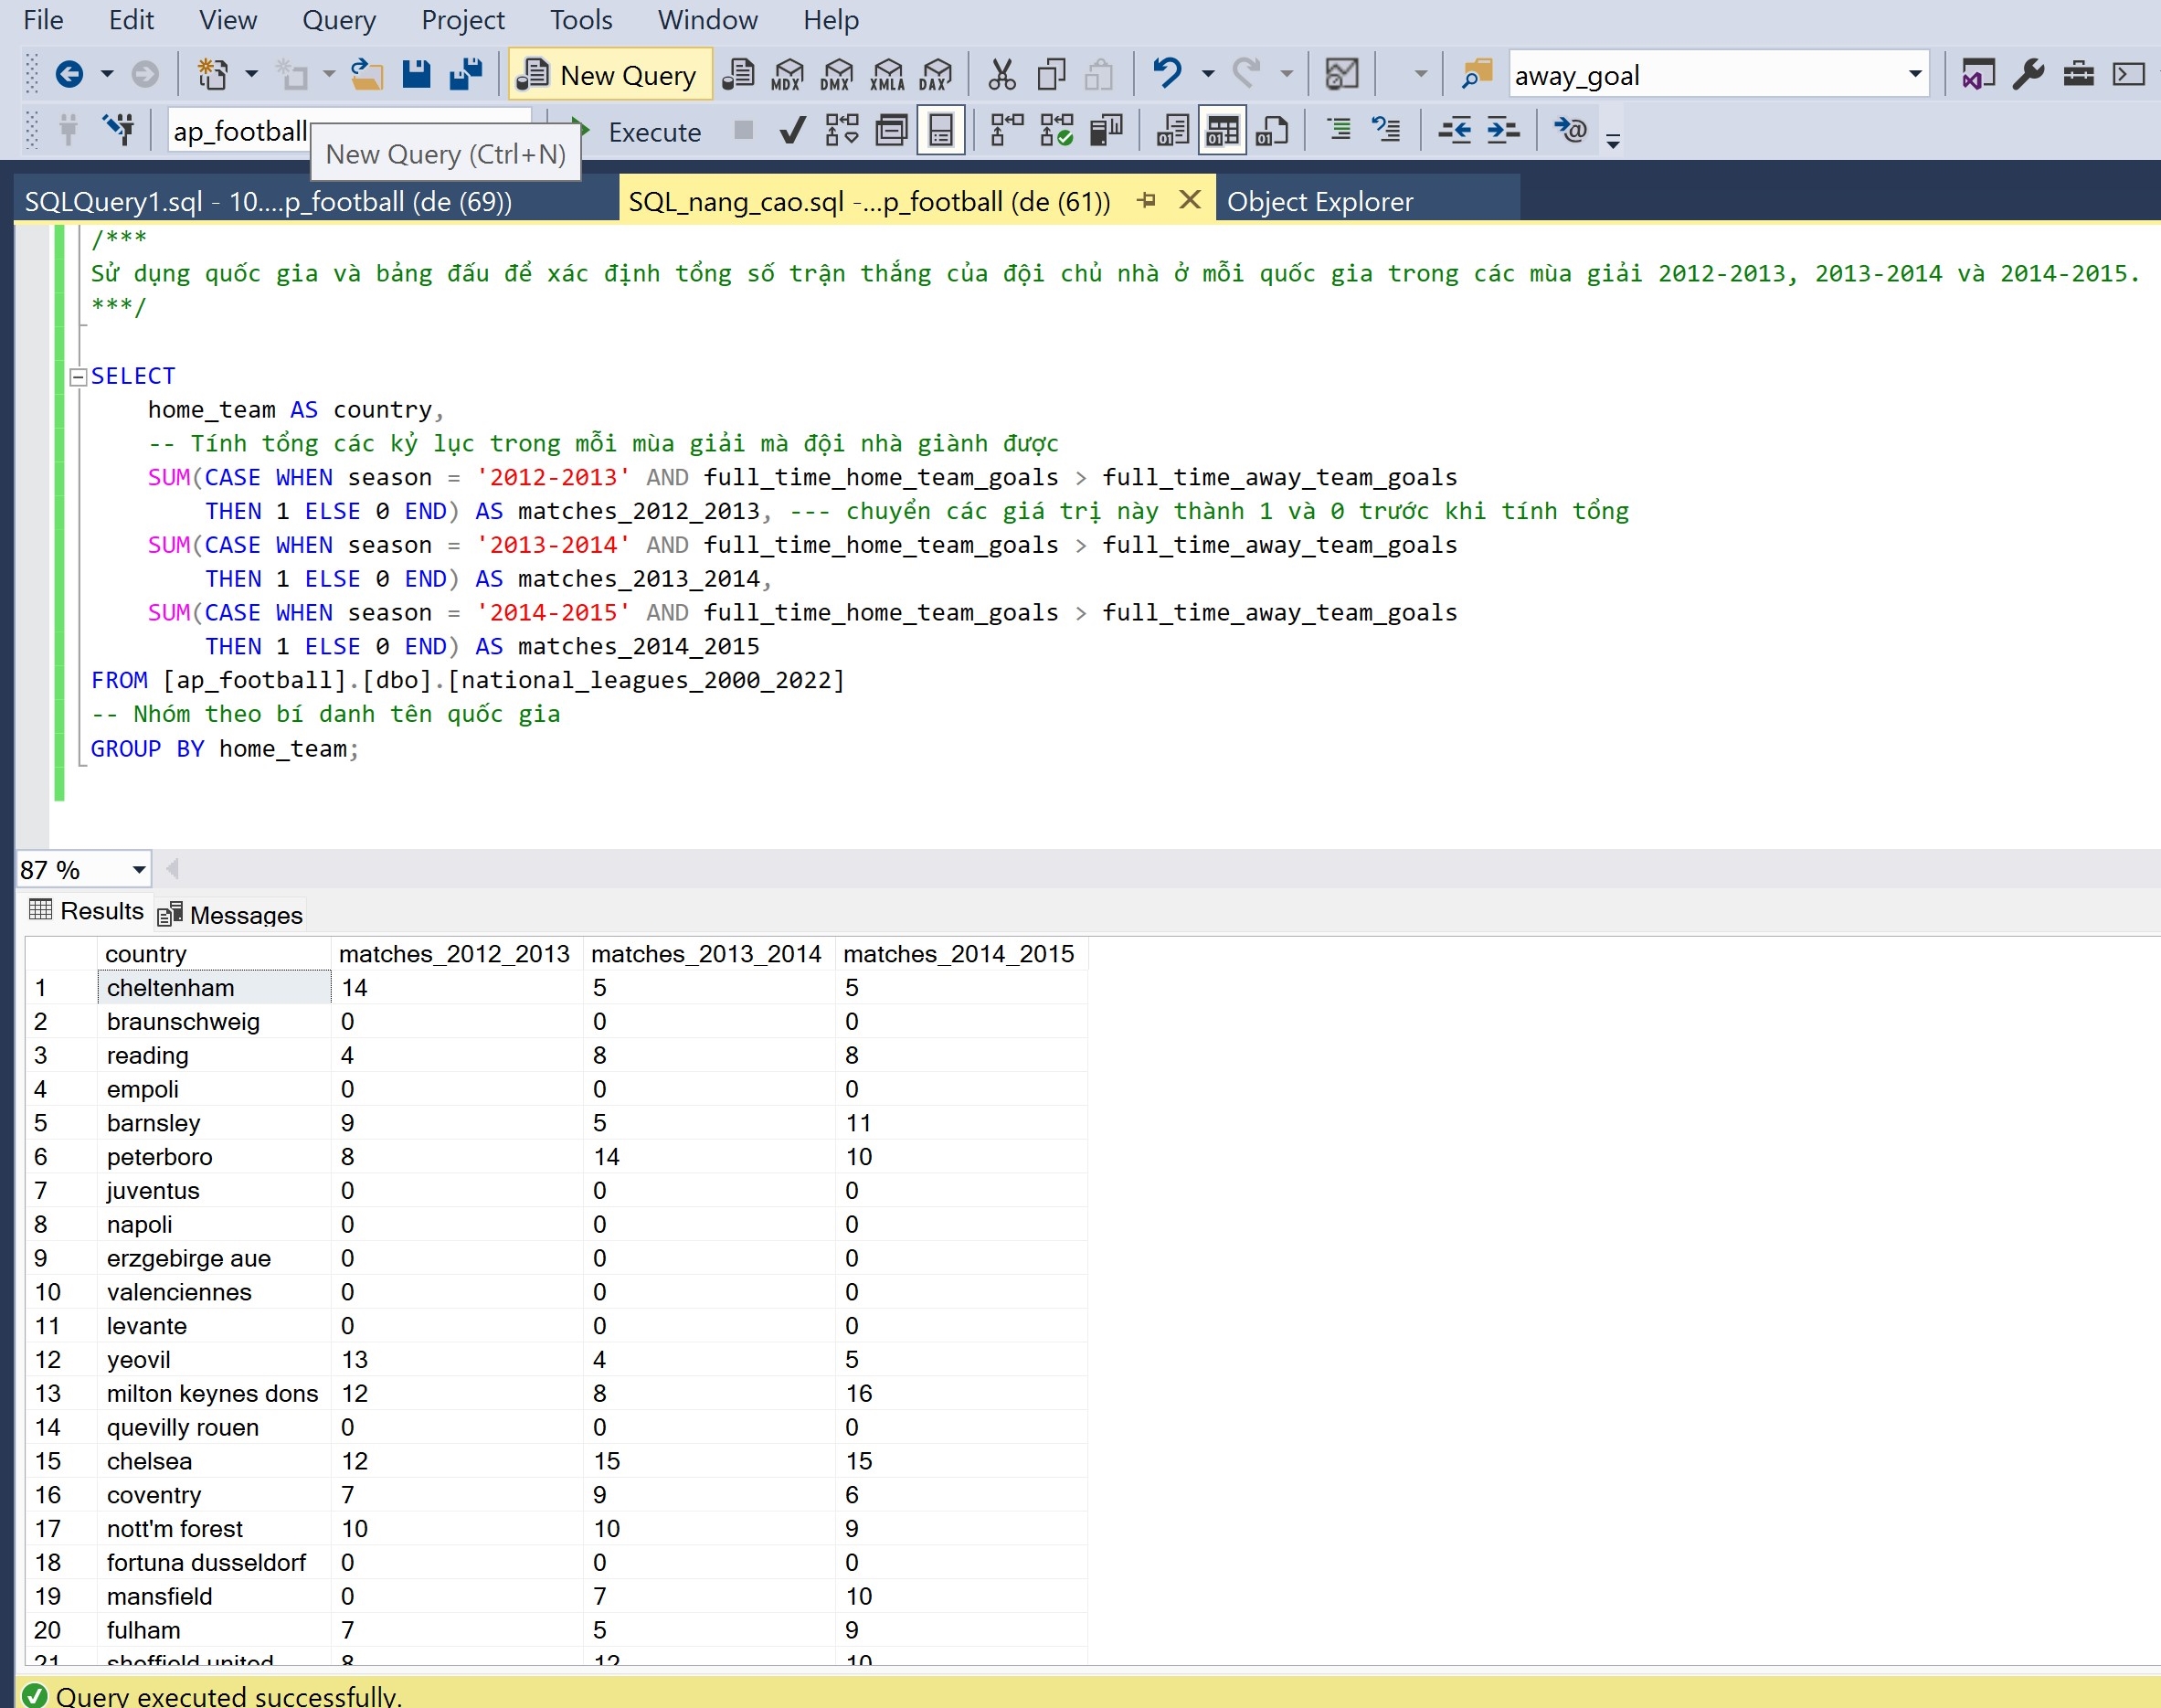 File Edit View Query Project Tools Window Help
New Query MDX DMX XMLA DAX away_goal
ap_football Execute
New Query (Ctrl+N)
SQLQuery1.sql - 10....p_football (de (69)) SQL_nang_cao.sql -...p_football (de (61)) Object Explorer
/***
Sử dụng quốc gia và bảng đấu để xác định tổng số trận thắng của đội chủ nhà ở mỗi quốc gia trong các mùa giải 2012-2013, 2013-2014 và 2014-2015.
***/
SELECT
home_team AS country,
-- Tính tổng các kỷ lục trong mỗi mùa giải mà đội nhà giành được
SUM(CASE WHEN season = '2012-2013' AND full_time_home_team_goals > full_time_away_team_goals
THEN 1 ELSE 0 END) AS matches_2012_2013, --- chuyển các giá trị này thành 1 và 0 trước khi tính tổng
SUM(CASE WHEN season = '2013-2014' AND full_time_home_team_goals > full_time_away_team_goals
THEN 1 ELSE 0 END) AS matches_2013_2014,
SUM(CASE WHEN season = '2014-2015' AND full_time_home_team_goals > full_time_away_team_goals
THEN 1 ELSE 0 END) AS matches_2014_2015
FROM [ap_football].[dbo].[national_leagues_2000_2022]
-- Nhóm theo bí danh tên quốc gia
GROUP BY home_team;
87 %
Results Messages
country matches_2012_2013 matches_2013_2014 matches_2014_2015
1 cheltenham 14 5 5
2 braunschweig 0 0 0
3 reading 4 8 8
4 empoli 0 0 0
5 barnsley 9 5 11
6 peterboro 8 14 10
7 juventus 0 0 0
8 napoli 0 0 0
9 erzgebirge aue 0 0 0
10 valenciennes 0 0 0
11 levante 0 0 0
12 yeovil 13 4 5
13 milton keynes dons 12 8 16
14 quevilly rouen 0 0 0
15 chelsea 12 15 15
16 coventry 7 9 6
17 nott'm forest 10 10 9
18 fortuna dusseldorf 0 0 0
19 mansfield 0 7 10
20 fulham 7 5 9
21 sheffield united 8 12 10
Query executed successfully.